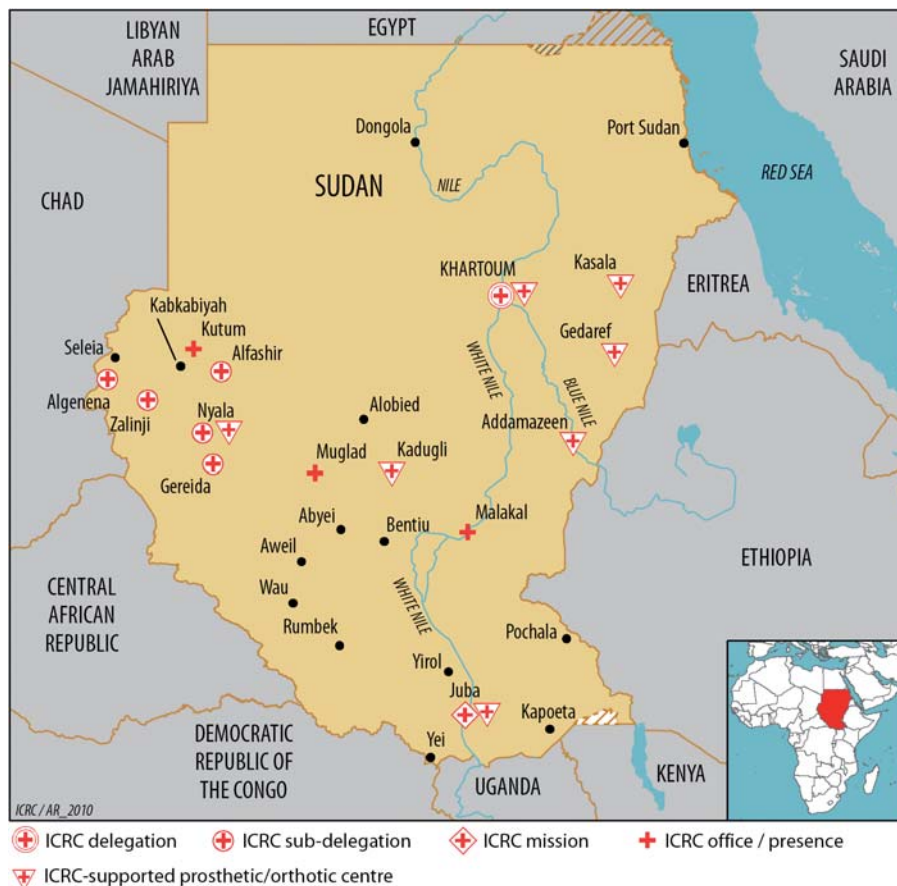 LIBYAN
ARAB
JAMAHIRIYA
EGYPT
SAUDI
ARABIA
Dongola
Port Sudan
RED SEA
NILE
SUDAN
CHAD
KHARTOUM
Kasala
ERITREA
Kabkabiyah
Kutum
Gedaref
Seleia
Alfashir
WHITE NILE
BLUE NILE
Algenena
Zalinji
Nyala
Alobied
Addamazeen
Muglad
Kadugli
Gereida
Malakal
Abyei
Bentiu
Aweil
ETHIOPIA
CENTRAL
AFRICAN
REPUBLIC
Wau
WHITE NILE
Rumbek
Pochala
Yirol
Juba
Kapoeta
DEMOCRATIC
REPUBLIC OF
THE CONGO
Yei
UGANDA
KENYA
ICRC / AR_2010
ICRC delegation
ICRC sub-delegation
ICRC mission
ICRC office / presence
ICRC-supported prosthetic/orthotic centre